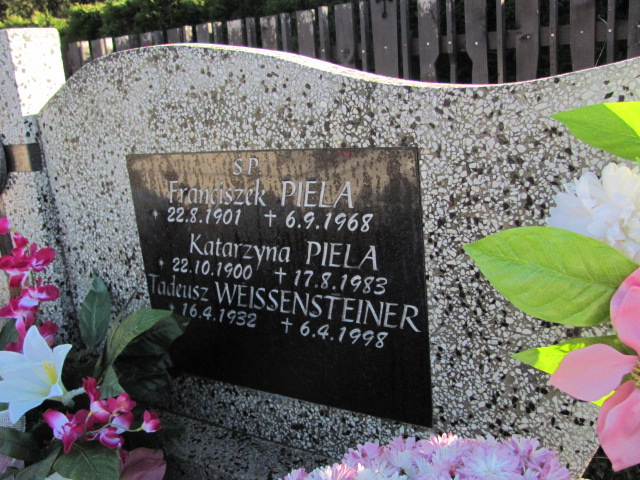 ŚP
Franciszek PIELA
* 22.8.1901 + 6.9.1968
Katarzyna PIELA
* 22.10.1900 + 17.8.1983
Tadeusz WEISSENSTEINER
* 16.4.1932 + 6.4.1998